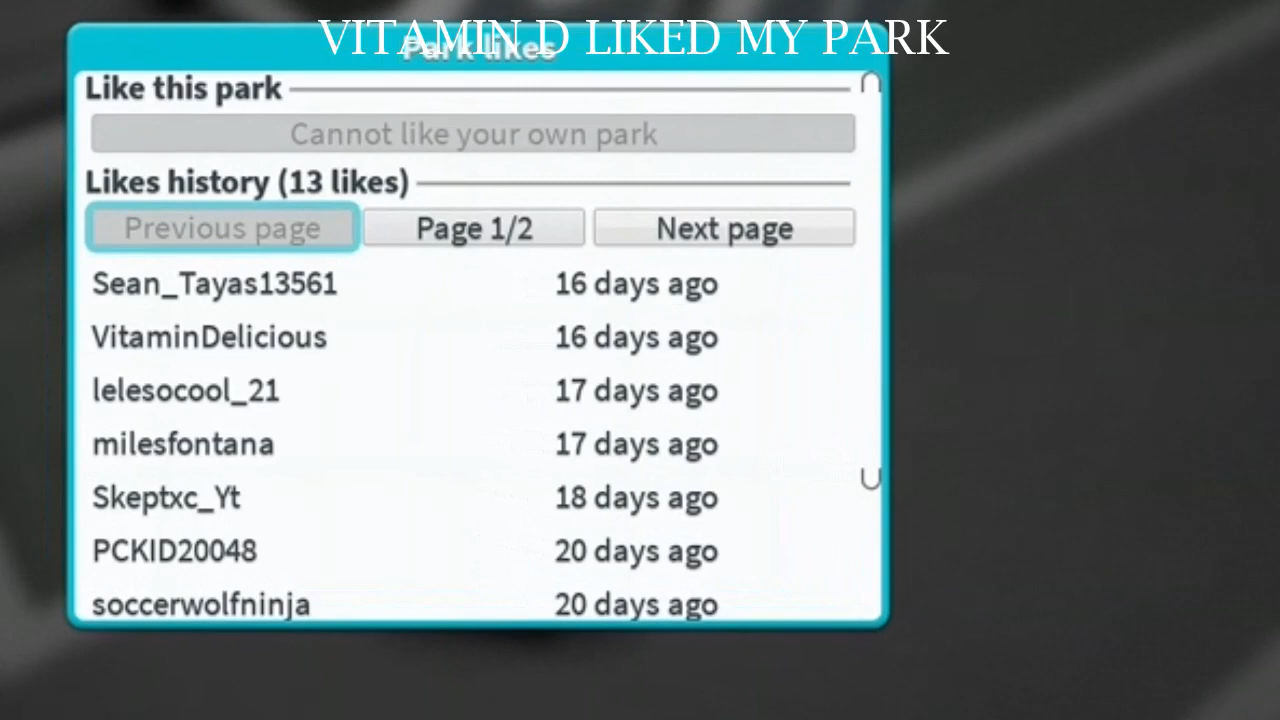 VITAMIN D LIKED MY PARK
Park likes
Like this park
Cannot like your own park
Likes history (13 likes)
Previous page Page 1/2 Next page
Sean_Tayas13561 16 days ago
VitaminDelicious 16 days ago
lelesocool_21 17 days ago
milesfontana 17 days ago
Skeptxc_Yt 18 days ago
PCKID20048 20 days ago
soccerwolfninja 20 days ago